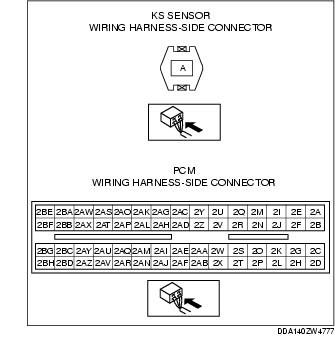 KS SENSOR
WIRING HARNESS-SIDE CONNECTOR
A
PCM
WIRING HARNESS-SIDE CONNECTOR
2BE 2BA 2AW 2AS 2AO 2AK 2AG 2AC 2Y 2U 2Q 2M 2I 2E 2A
2BF 2BB 2AX 2AT 2AP 2AL 2AH 2AD 2Z 2V 2R 2N 2J 2F 2B
2BG 2BC 2AY 2AU 2AQ 2AM 2AI 2AE 2AA 2W 2S 2O 2K 2G 2C
2BH 2BD 2AZ 2AV 2AR 2AN 2AJ 2AF 2AB 2X 2T 2P 2L 2H 2D
DDA140ZW4777